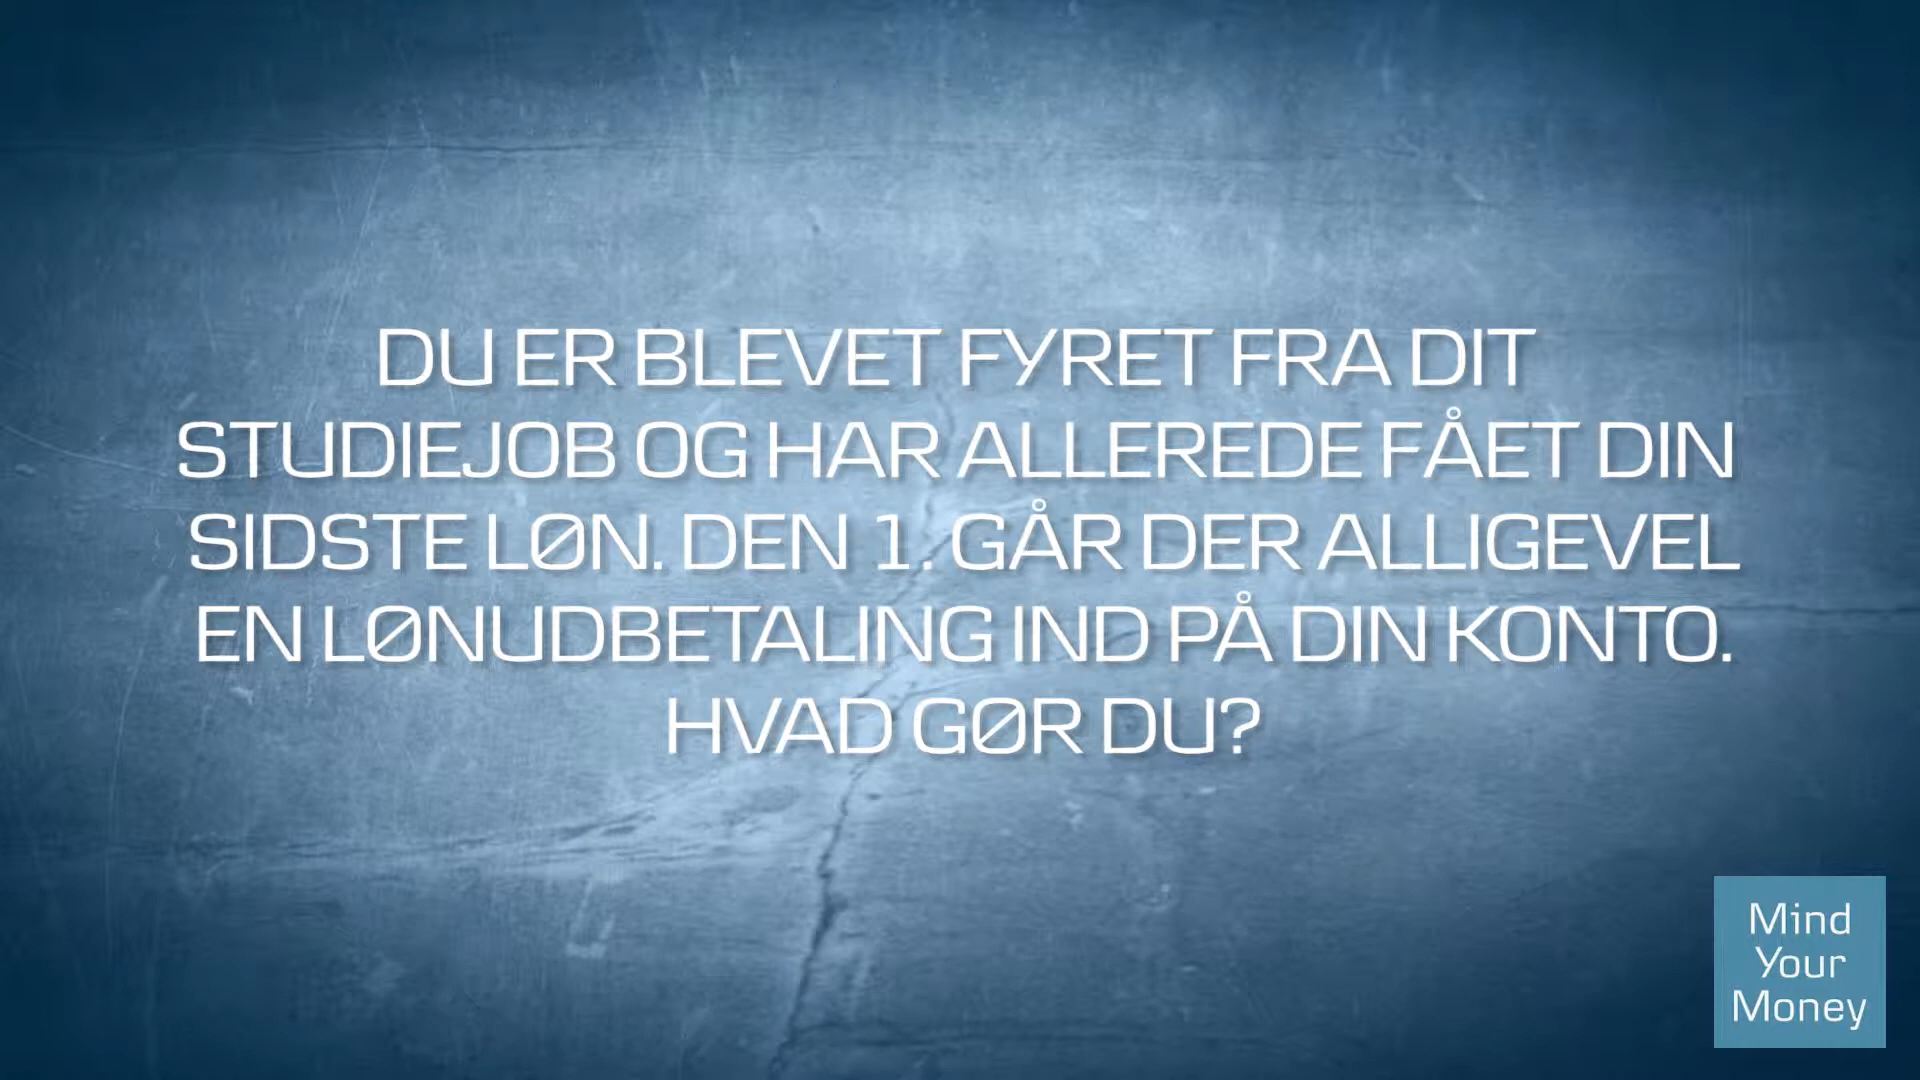 DU ER BLEVET FYRET FRA DIT
STUDIEJOB OG HAR ALLEREDE FÅET DIN
SIDSTE LØN. DEN 1. GÅR DER ALLIGEVEL
EN LØNUDBETALING IND PÅ DIN KONTO.
HVAD GØR DU?
Mind
Your
Money